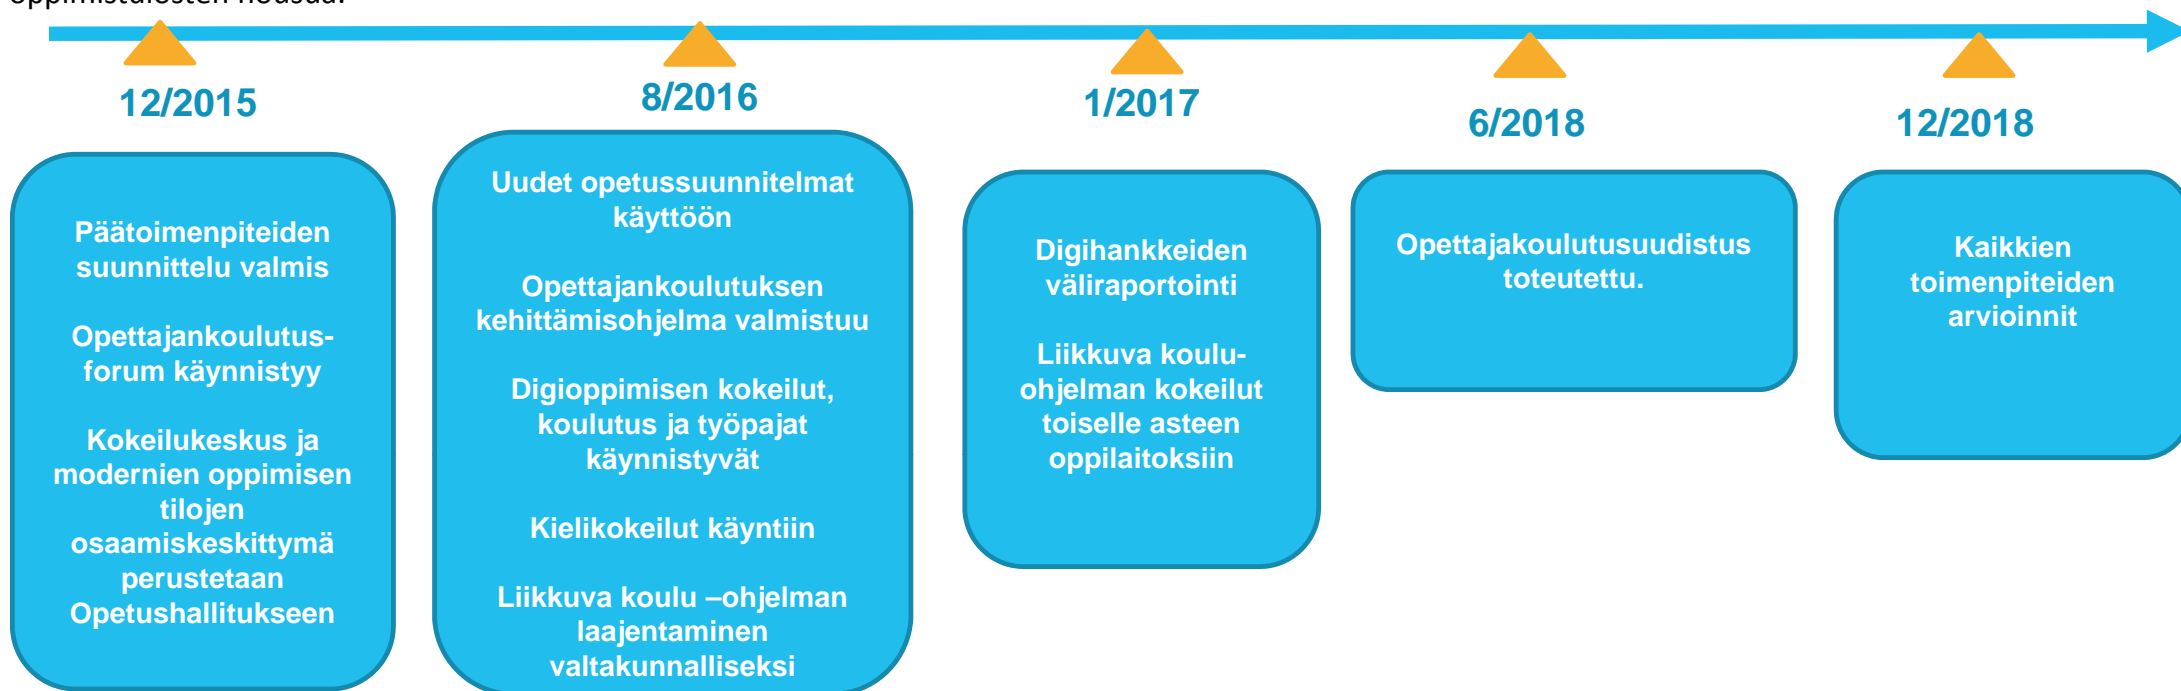 oppimistulosten nousua.
12/2015
Päätoimenpiteiden
suunnittelu valmis
Opettajankoulutus-
forum käynnistyy
Kokeilukeskus ja
modernien oppimisen
tilojen
osaamiskeskittymä
perustetaan
Opetushallitukseen
8/2016
Uudet opetussuunnitelmat
käyttöön
Opettajankoulutuksen
kehittämisohjelma valmistuu
Digioppimisen kokeilut,
koulutus ja työpajat
käynnistyvät
Kielikokeilut käyntiin
Liikkuva koulu –ohjelman
laajentaminen
valtakunnalliseksi
1/2017
Digihankkeiden
väliraportointi
Liikkuva koulu-
ohjelman kokeilut
toiselle asteen
oppilaitoksiin
6/2018
Opettajakoulutusuudistus
toteutettu.
12/2018
Kaikkien
toimenpiteiden
arvioinnit